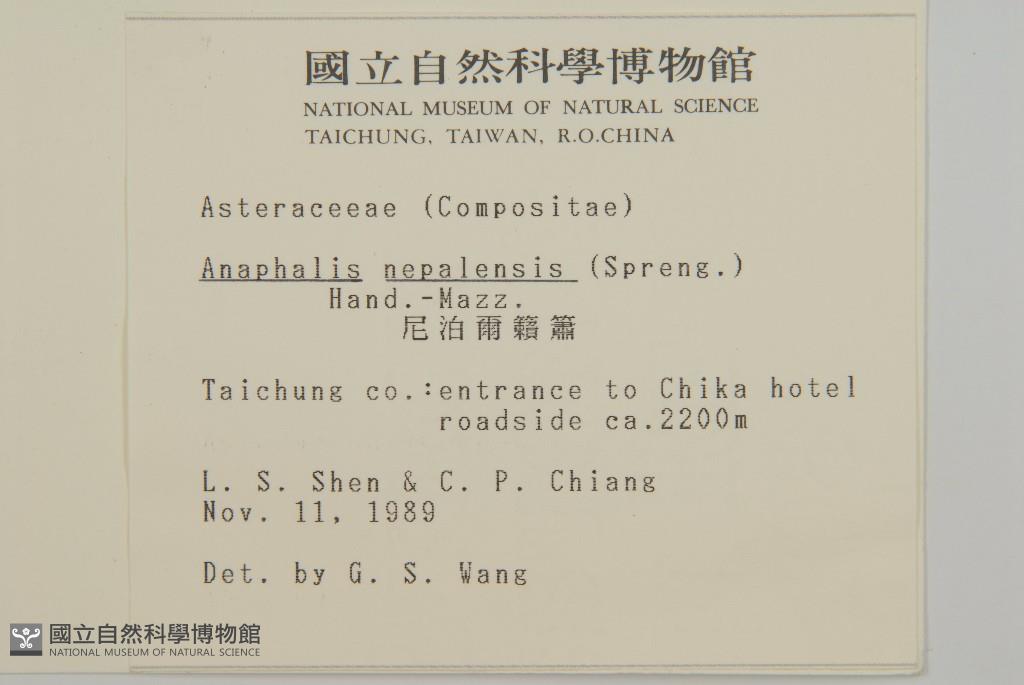 國立自然科學博物館
NATIONAL MUSEUM OF NATURAL SCIENCE
TAICHUNG, TAIWAN, R.O.CHINA
Asteraceeae (Compositae)
Anaphalis nepalensis (Spreng.)
Hand.-Mazz.
尼泊爾籟簫
Taichung co.:entrance to Chika hotel
roadside ca.2200m
L. S. Shen & C. P. Chiang
Nov. 11, 1989
Det. by G. S. Wang
國立自然科學博物館
NATIONAL MUSEUM OF NATURAL SCIENCE